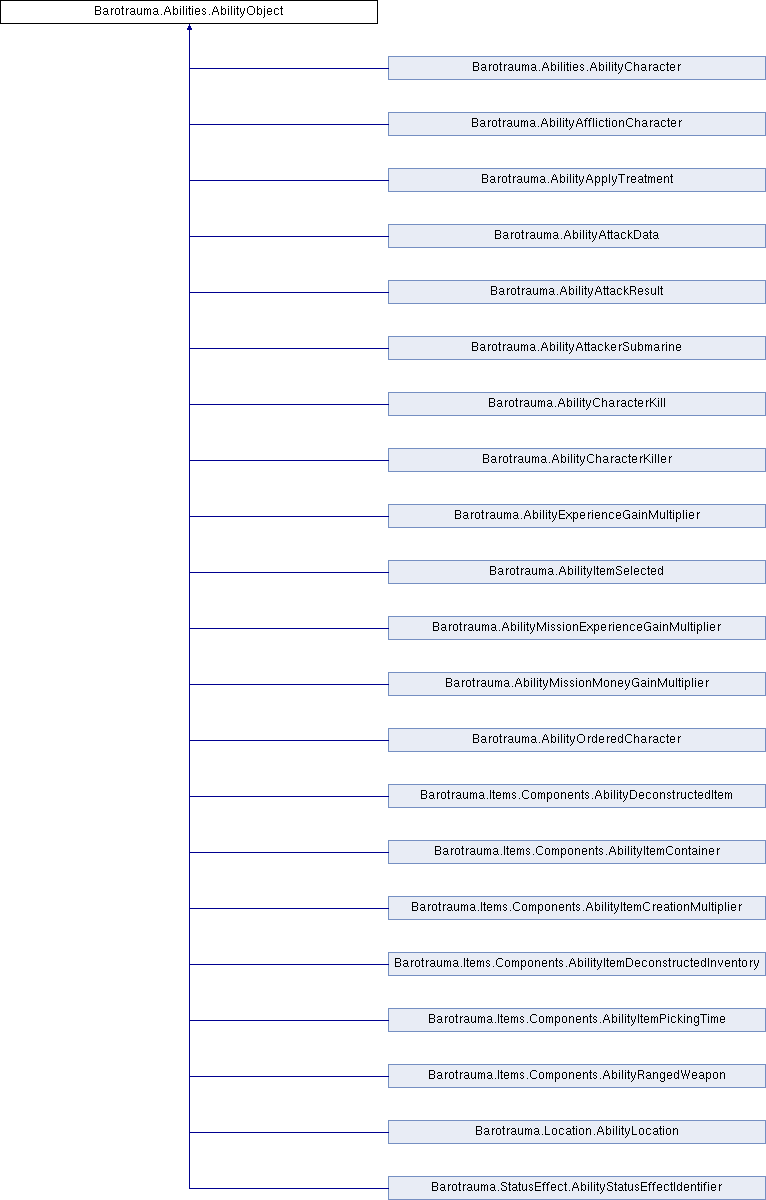 Barotrauma.Abilities.AbilityObject
Barotrauma.Abilities.AbilityCharacter
Barotrauma.AbilityAfflictionCharacter
Barotrauma.AbilityApplyTreatment
Barotrauma.AbilityAttackData
Barotrauma.AbilityAttackResult
Barotrauma.AbilityAttackerSubmarine
Barotrauma.AbilityCharacterKill
Barotrauma.AbilityCharacterKiller
Barotrauma.AbilityExperienceGainMultiplier
Barotrauma.AbilityItemSelected
Barotrauma.AbilityMissionExperienceGainMultiplier
Barotrauma.AbilityMissionMoneyGainMultiplier
Barotrauma.AbilityOrderedCharacter
Barotrauma.Items.Components.AbilityDeconstructedItem
Barotrauma.Items.Components.AbilityItemContainer
Barotrauma.Items.Components.AbilityItemCreationMultiplier
Barotrauma.Items.Components.AbilityItemDeconstructedInventory
Barotrauma.Items.Components.AbilityItemPickingTime
Barotrauma.Items.Components.AbilityRangedWeapon
Barotrauma.Location.AbilityLocation
Barotrauma.StatusEffect.AbilityStatusEffectIdentifier